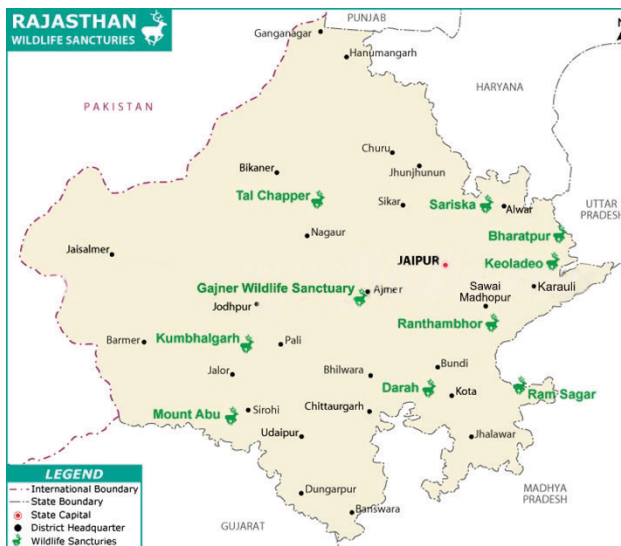 RAJASTHAN
WILDLIFE SANCTURIES
PUNJAB
N
Ganganagar
Hanumangarh
HARYANA
PAKISTAN
Churu
Jhunjhunun
Bikaner
Tal Chapper
Sikar
Sariska
Alwar
UTTAR
PRADESH
Nagaur
Bharatpur
Jaisalmer
JAIPUR
Keoladeo
Gajner Wildlife Sanctuary
Ajmer
Sawai
Madhopur
Karauli
Jodhpur
Ranthambhor
Barmer
Kumbhalgarh
Pali
Jalor
Bhilwara
Bundi
Darah
Kota
Ram Sagar
Mount Abu
Sirohi
Chittaurgarh
Udaipur
Jhalawar
LEGEND
International Boundary
State Boundary
State Capital
District Headquarter
Wildlife Sancturies
Dungarpur
Banswara
GUJARAT
MADHYA
PRADESH